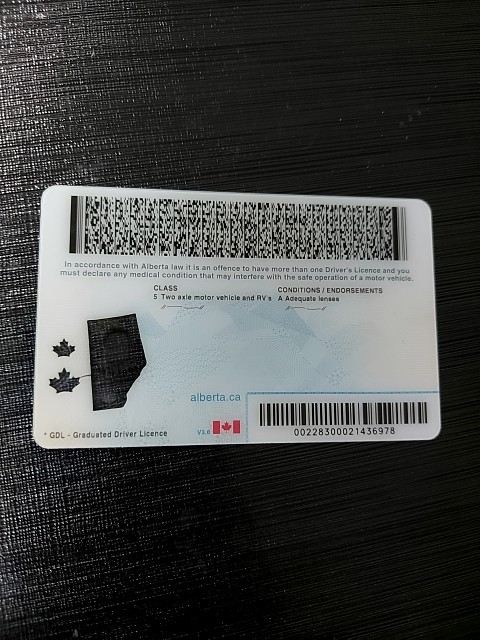 In accordance with Alberta law it is an offence to have more than one Driver's Licence and you
must declare any medical condition that may interfere with the safe operation of a motor vehicle.
CLASS
5 Two axle motor vehicle and RV's
CONDITIONS / ENDORSEMENTS
A Adequate lenses
alberta.ca
V3.0
* GDL - Graduated Driver Licence
00228300021436978